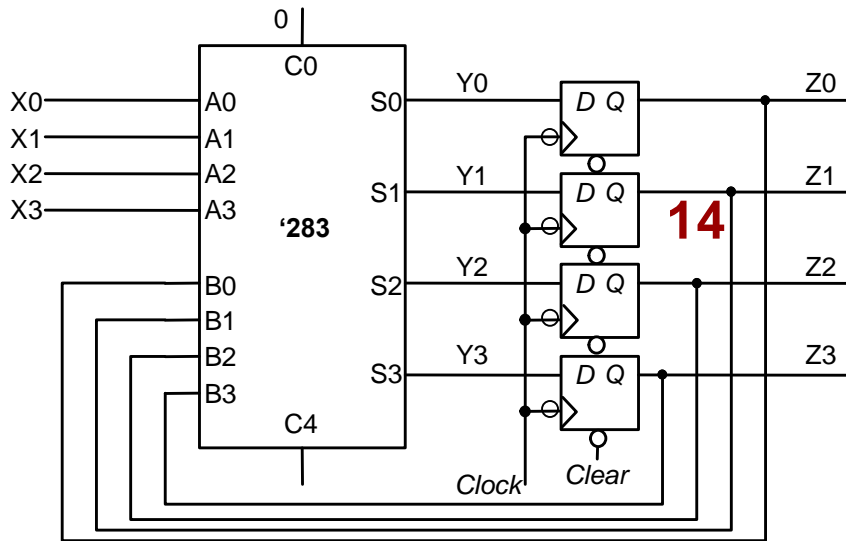 0
C0
X0
A0
S0
Y0
D Q
Z0
X1
A1
X2
A2
X3
A3
S1
Y1
D Q
Z1
14
‘283
B0
S2
Y2
D Q
Z2
B1
B2
B3
S3
Y3
D Q
Z3
C4
Clock
Clear